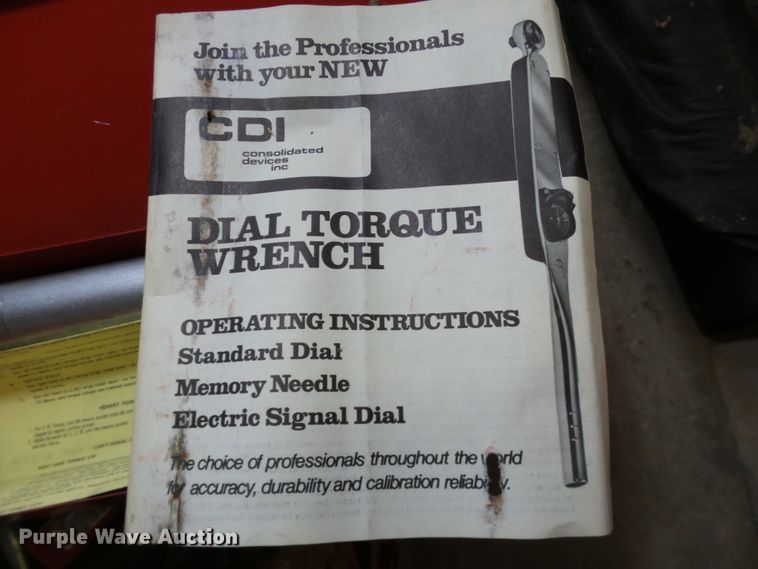 Join the Professionals
with your NEW
CDI
consolidated
devices
inc
DIAL TORQUE
WRENCH
OPERATING INSTRUCTIONS
Standard Dial
Memory Needle
Electric Signal Dial
The choice of professionals throughout the world
for accuracy, durability and calibration reliability.
MEMORY
Purple Wave Auction